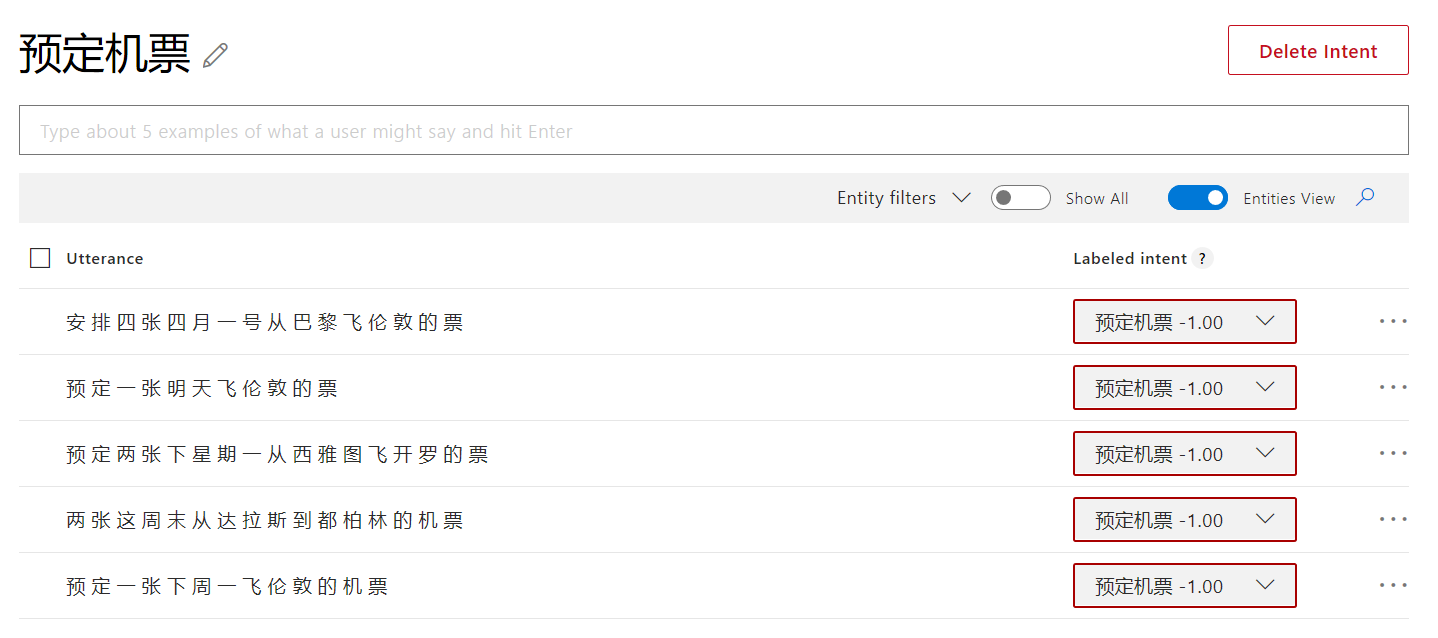 预定机票
Delete Intent
Type about 5 examples of what a user might say and hit Enter
Entity filters Show All Entities View
Utterance Labeled intent ?
安排四张四月一号从巴黎飞伦敦的票 预定机票 -1.00
预定一张明天飞伦敦的票 预定机票 -1.00
预定两张下星期一从西雅图飞开罗的票 预定机票 -1.00
两张这周末从达拉斯到都柏林的机票 预定机票 -1.00
预定一张下周一飞伦敦的机票 预定机票 -1.00